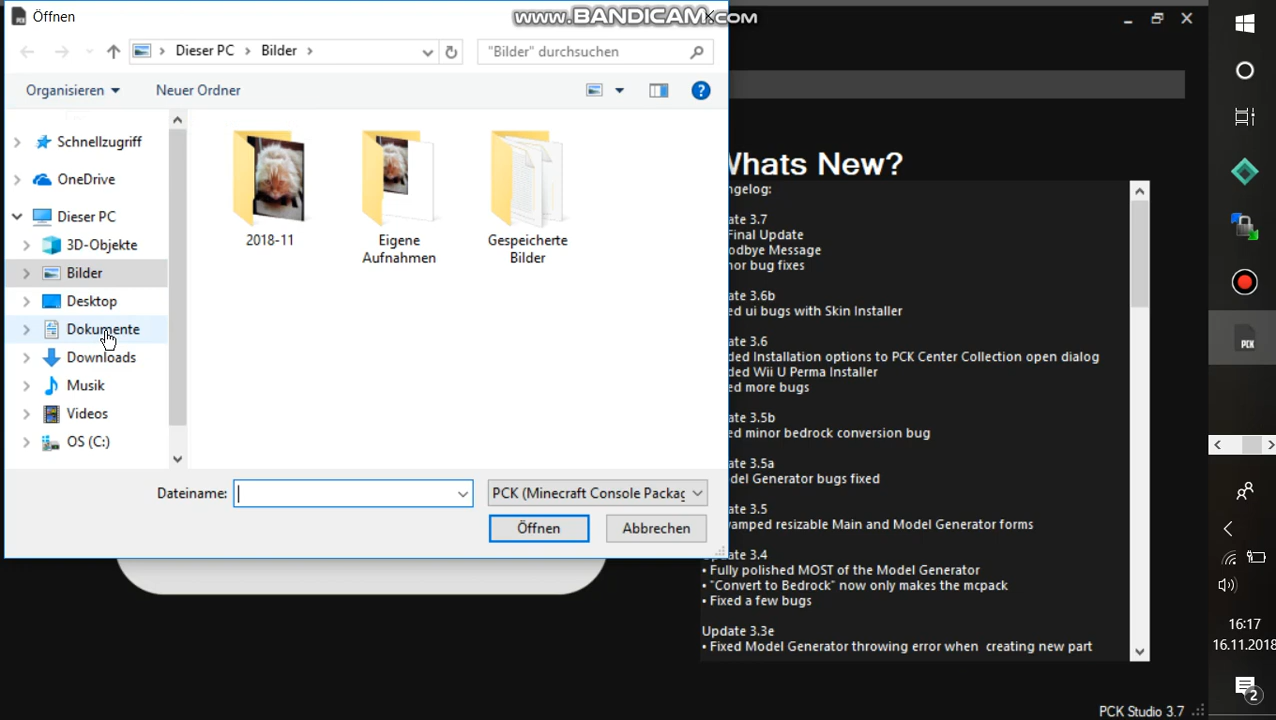 Öffnen
www.BANDICAM.COM
Dieser PC
Bilder
"Bilder" durchsuchen
Organisieren
Neuer Ordner
Schnellzugriff
OneDrive
Dieser PC
3D-Objekte
Bilder
Desktop
Dokumente
Downloads
Musik
Videos
OS (C:)
2018-11
Eigene
Aufnahmen
Gespeicherte
Bilder
Dateiname:
PCK (Minecraft Console Packag
Öffnen
Abbrechen
Whats New?
ngelog:
ate 3.7
Final Update
odbye Message
nor bug fixes
ate 3.6b
ed ui bugs with Skin Installer
ate 3.6
ded Installation options to PCK Center Collection open dialog
ded Wii U Perma Installer
ed more bugs
ate 3.5b
ed minor bedrock conversion bug
ate 3.5a
del Generator bugs fixed
ate 3.5
vamped resizable Main and Model Generator forms
Update 3.4
• Fully polished MOST of the Model Generator
• "Convert to Bedrock" now only makes the mcpack
• Fixed a few bugs
Update 3.3e
• Fixed Model Generator throwing error when creating new part
PCK Studio 3.7
PCK
16:17
16.11.2018
2